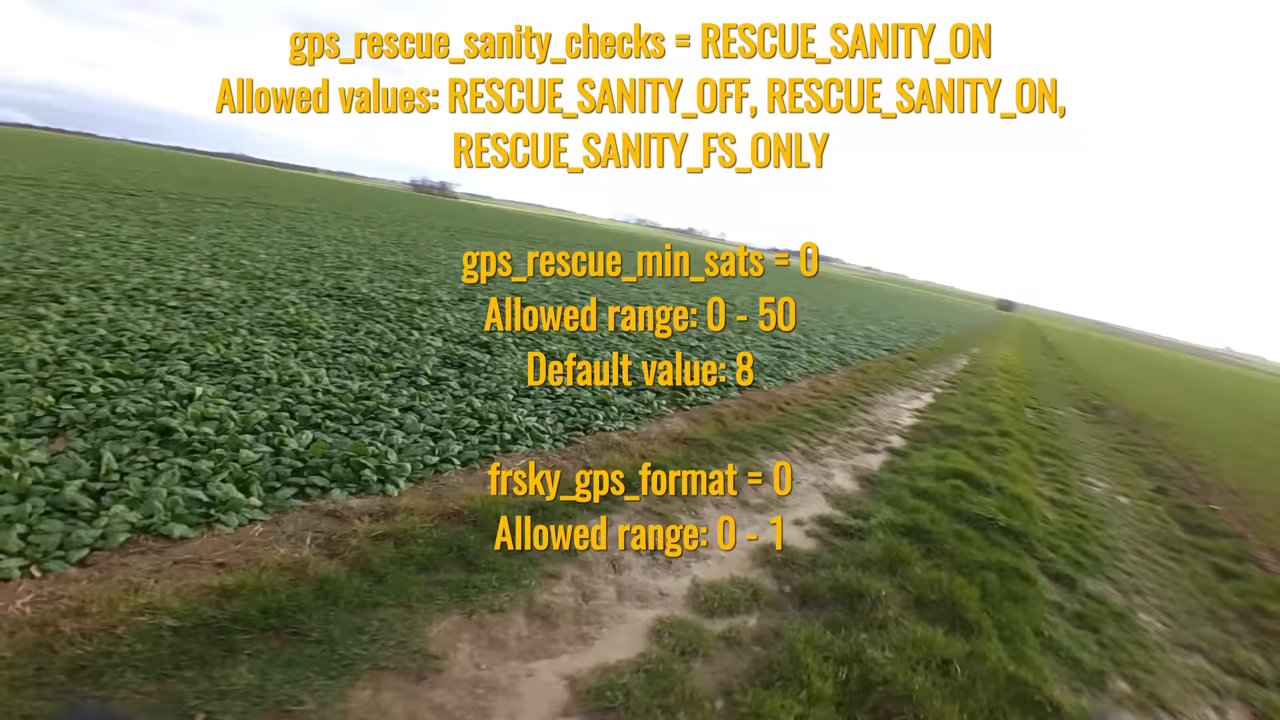 gps_rescue_sanity_checks = RESCUE_SANITY_ON
Allowed values: RESCUE_SANITY_OFF, RESCUE_SANITY_ON,
RESCUE_SANITY_FS_ONLY
gps_rescue_min_sats = 0
Allowed range: 0 - 50
Default value: 8
frsky_gps_format = 0
Allowed range: 0 - 1